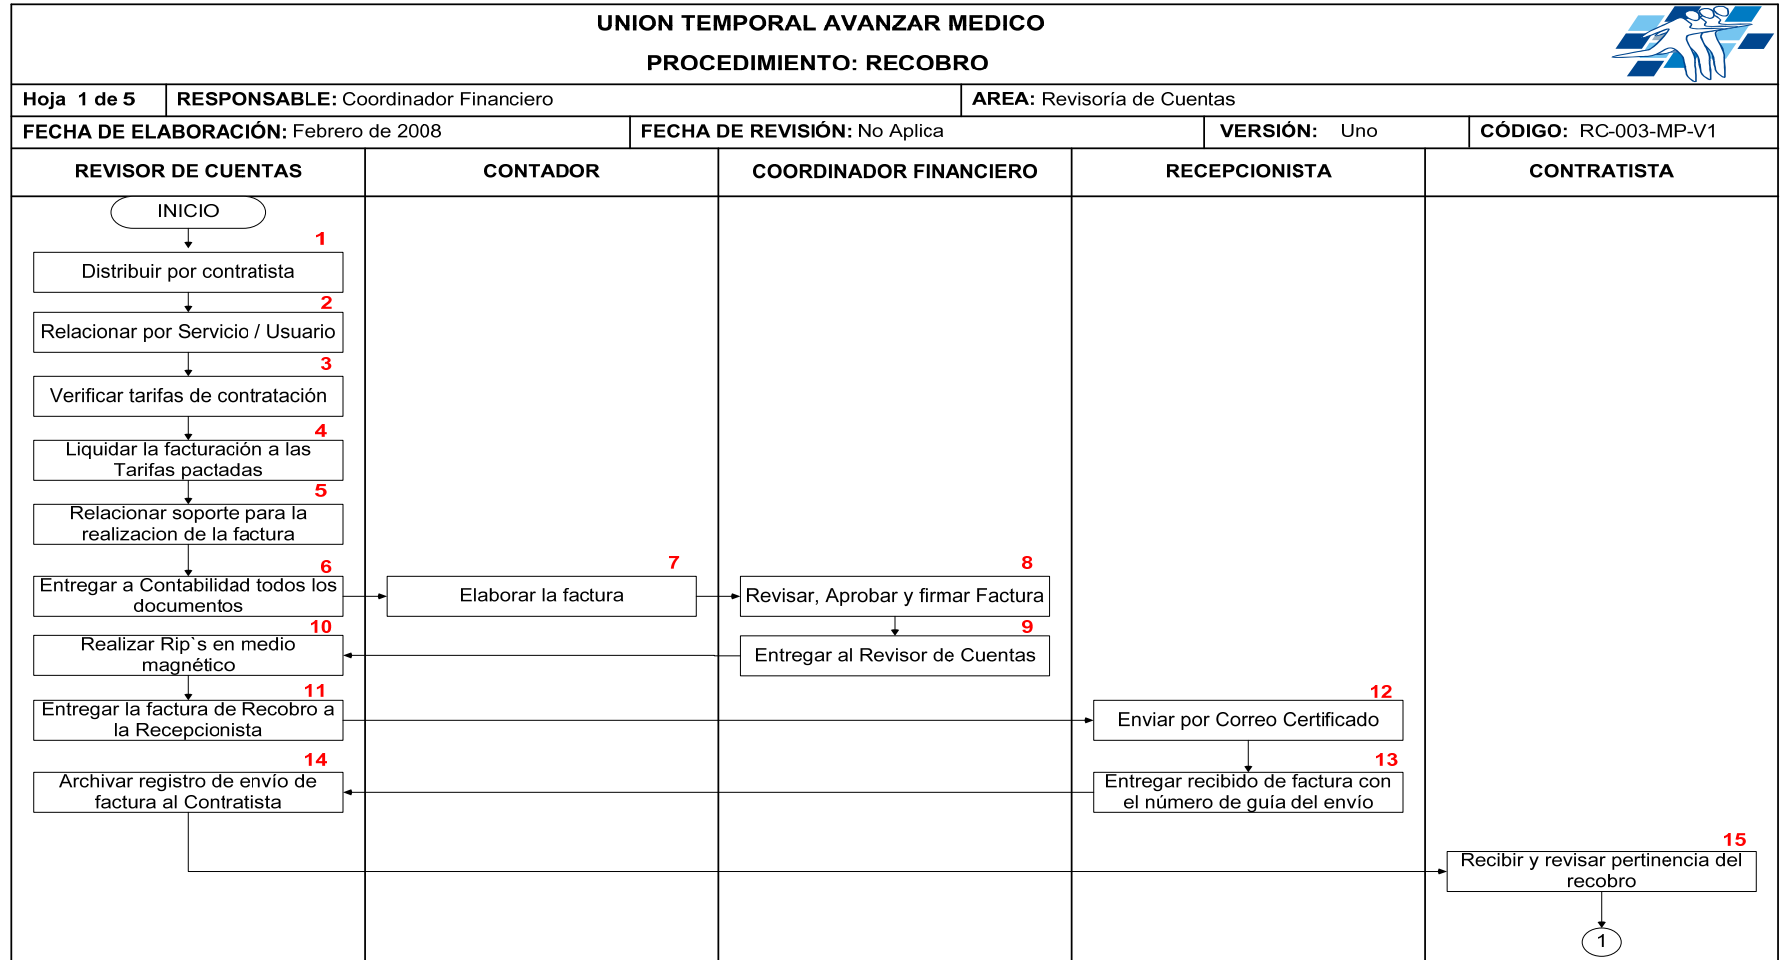 UNION TEMPORAL AVANZAR MEDICO
PROCEDIMIENTO: RECOBRO
Hoja 1 de 5
RESPONSABLE: Coordinador Financiero
AREA: Revisoría de Cuentas
FECHA DE ELABORACIÓN: Febrero de 2008
FECHA DE REVISIÓN: No Aplica
VERSIÓN: Uno
CÓDIGO: RC-003-MP-V1
REVISOR DE CUENTAS
CONTADOR
COORDINADOR FINANCIERO
RECEPCIONISTA
CONTRATISTA
INICIO
1
Distribuir por contratista
2
Relacionar por Servicio / Usuario
3
Verificar tarifas de contratación
4
Liquidar la facturación a las
Tarifas pactadas
5
Relacionar soporte para la
realizacion de la factura
6
Entregar a Contabilidad todos los
documentos
7
Elaborar la factura
8
Revisar, Aprobar y firmar Factura
9
Entregar al Revisor de Cuentas
10
Realizar Rip`s en medio
magnético
11
Entregar la factura de Recobro a
la Recepcionista
12
Enviar por Correo Certificado
13
Entregar recibido de factura con
el número de guía del envío
14
Archivar registro de envío de
factura al Contratista
15
Recibir y revisar pertinencia del
recobro
1